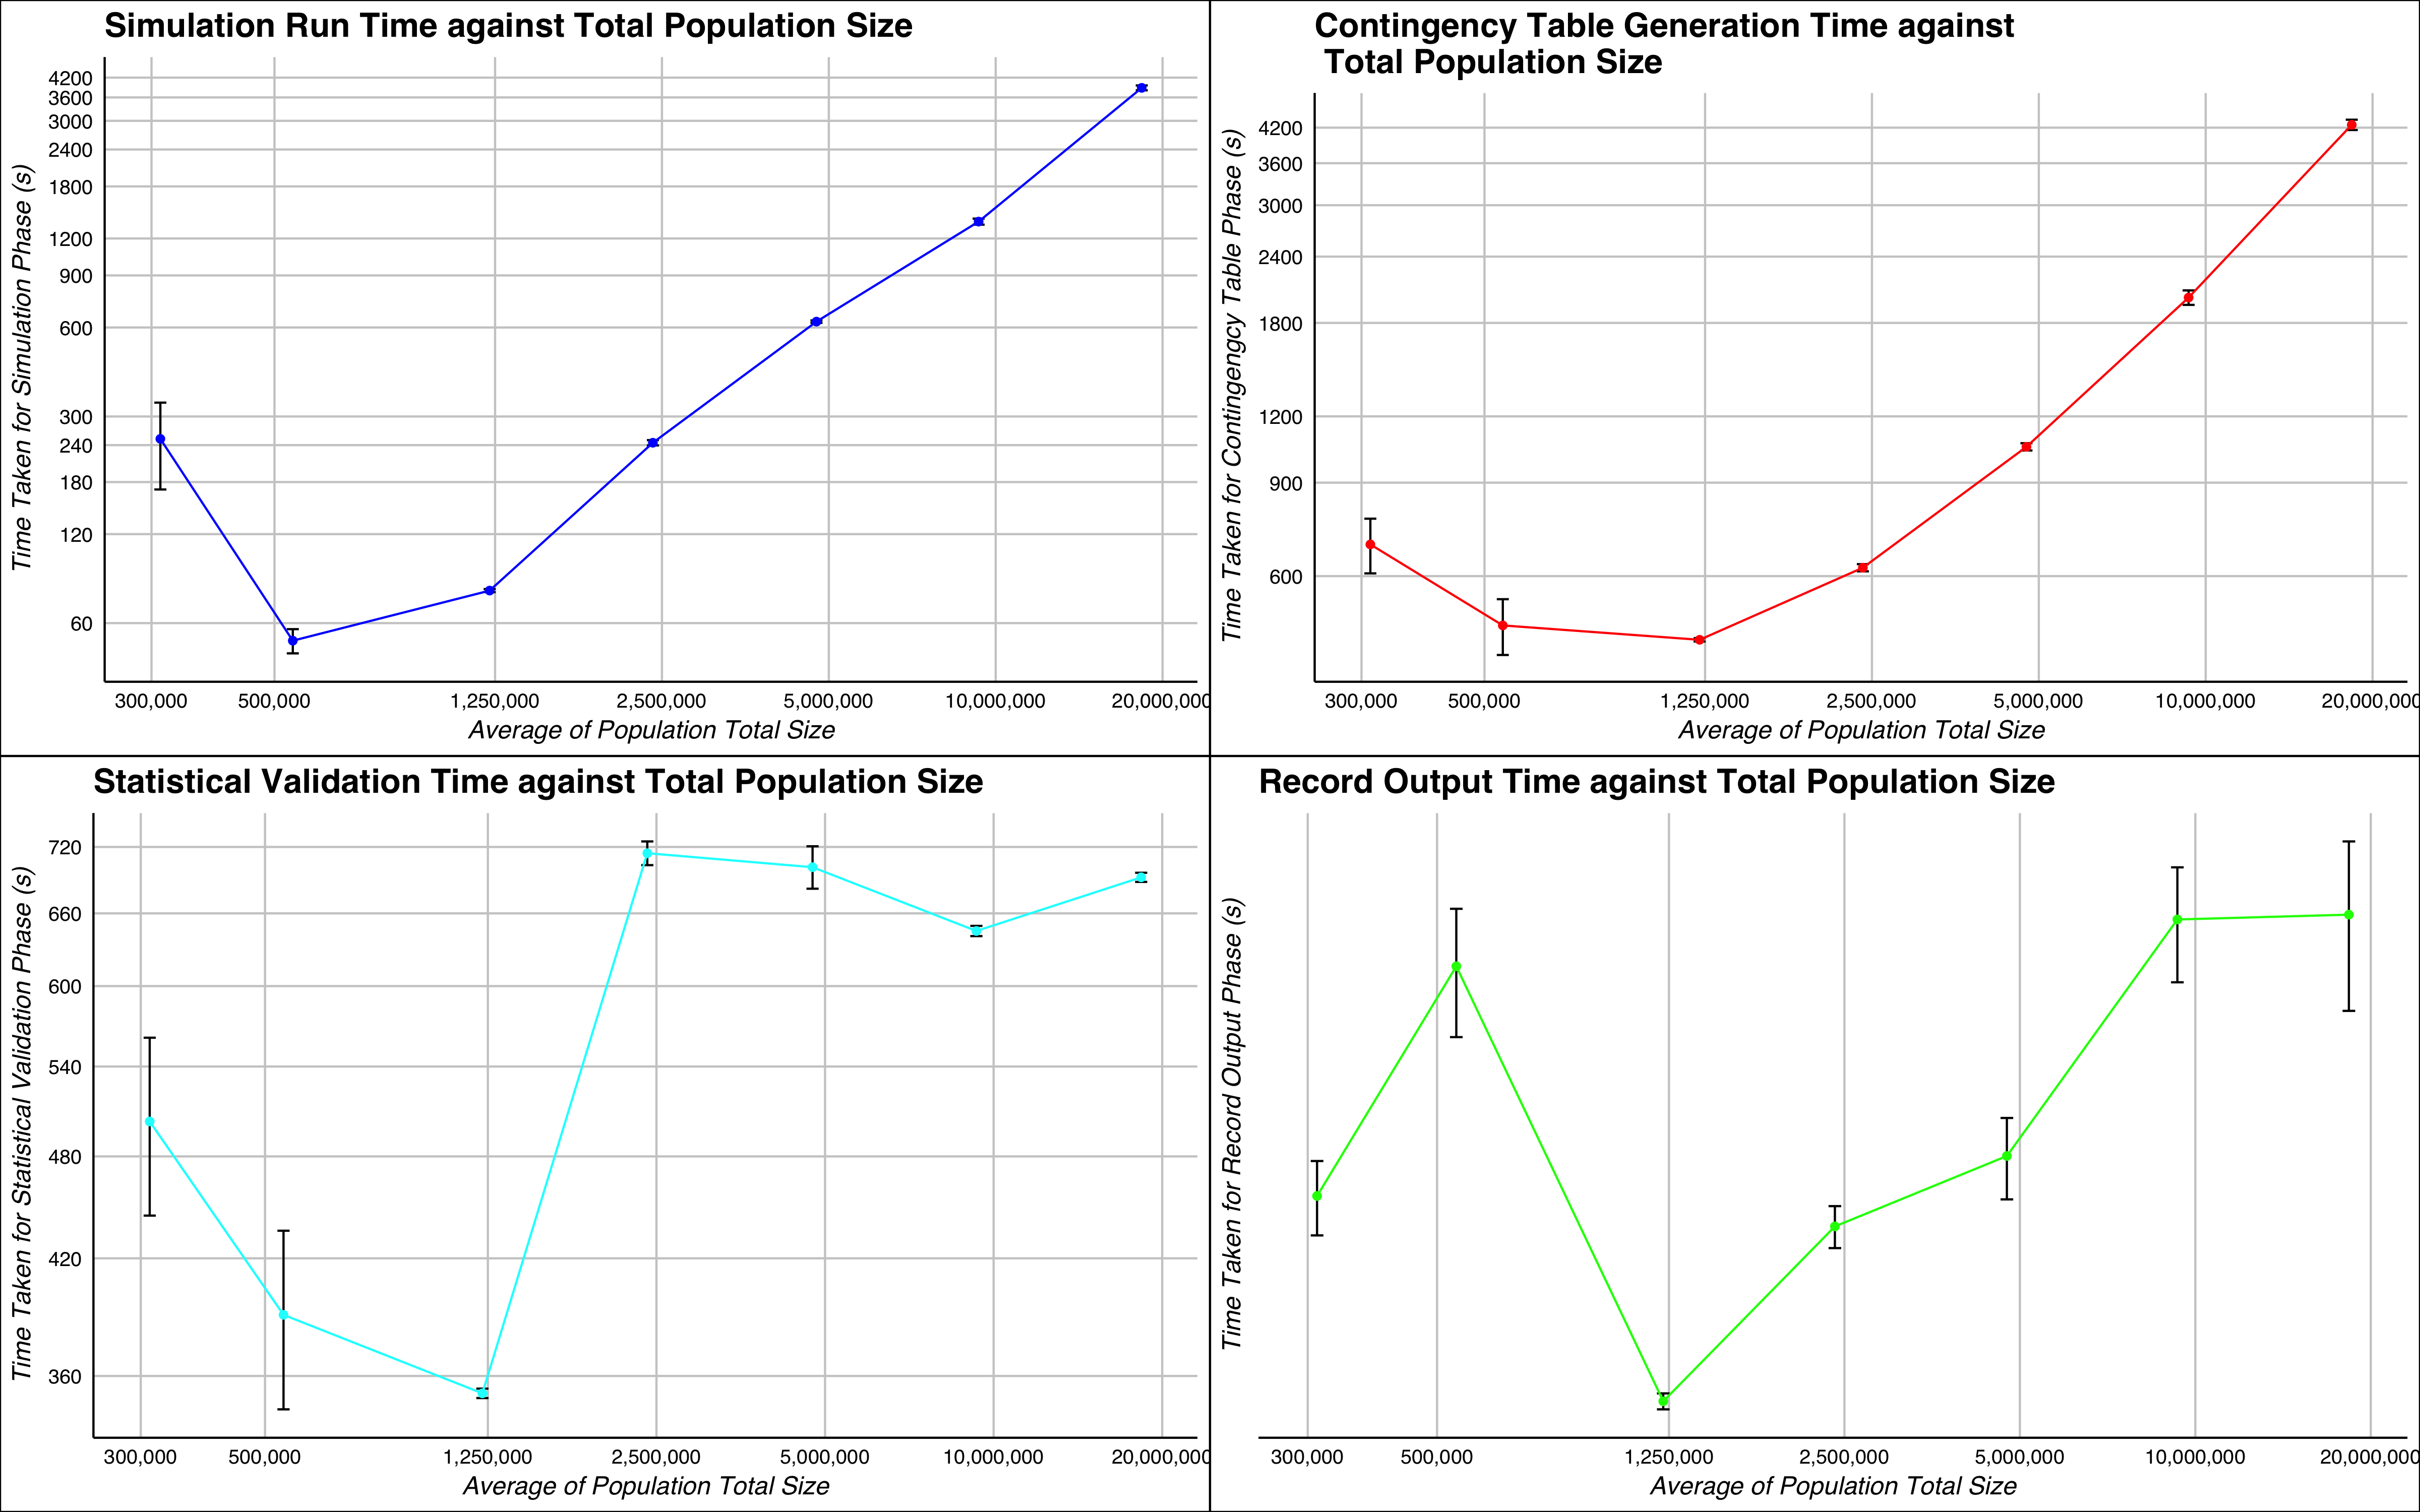 Simulation Run Time against Total Population Size
Time Taken for Simulation Phase (s)
4200
3600
3000
2400
1800
1200
900
600
300
240
180
120
60
300,000 500,000 1,250,000 2,500,000 5,000,000 10,000,000 20,000,000
Average of Population Total Size
Contingency Table Generation Time against
Total Population Size
Time Taken for Contingengcy Table Phase (s)
4200
3600
3000
2400
1800
1200
900
600
300,000 500,000 1,250,000 2,500,000 5,000,000 10,000,000 20,000,000
Average of Population Total Size
Statistical Validation Time against Total Population Size
Time Taken for Statistical Validation Phase (s)
720
660
600
540
480
420
360
300,000 500,000 1,250,000 2,500,000 5,000,000 10,000,000 20,000,000
Average of Population Total Size
Record Output Time against Total Population Size
Time Taken for Record Output Phase (s)
300,000 500,000 1,250,000 2,500,000 5,000,000 10,000,000 20,000,000
Average of Population Total Size